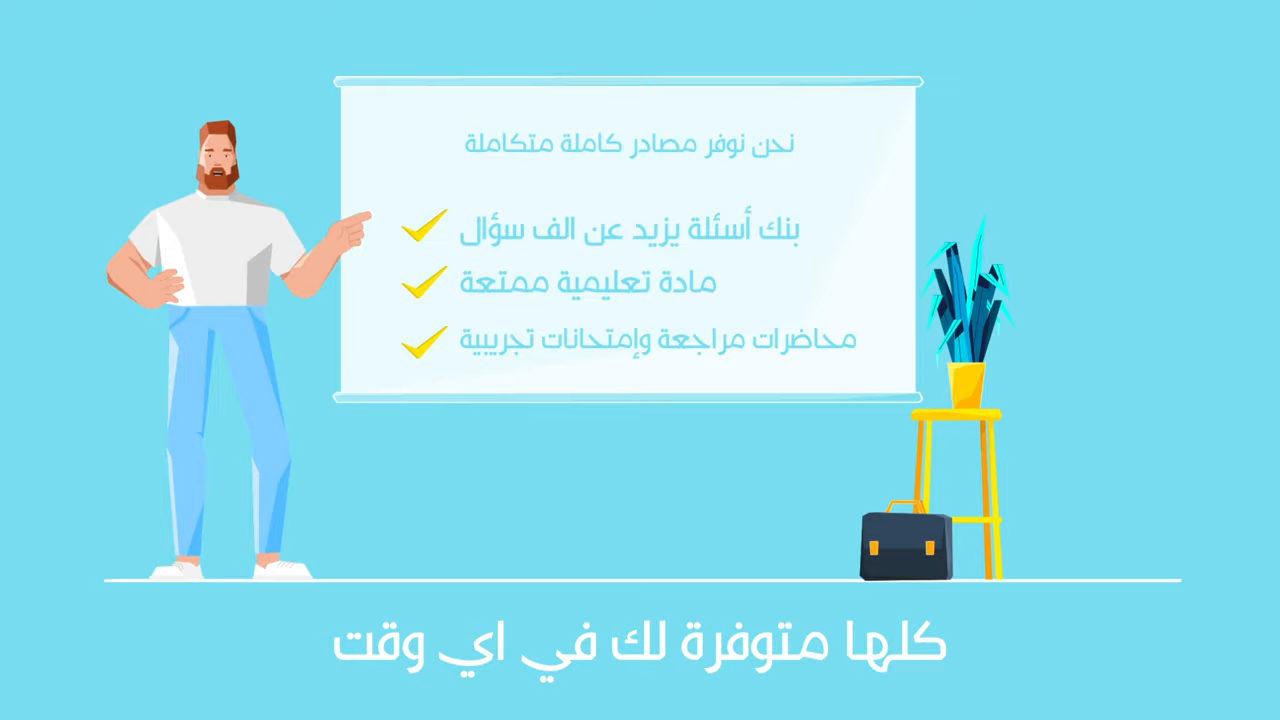 نحن نوفر مصادر كاملة متكاملة
بنك أسئلة يزيد عن الف سؤال
مادة تعليمية ممتعة
محاضرات مراجعة وإمتحانات تجريبية
كلها متوفرة لك في اي وقت